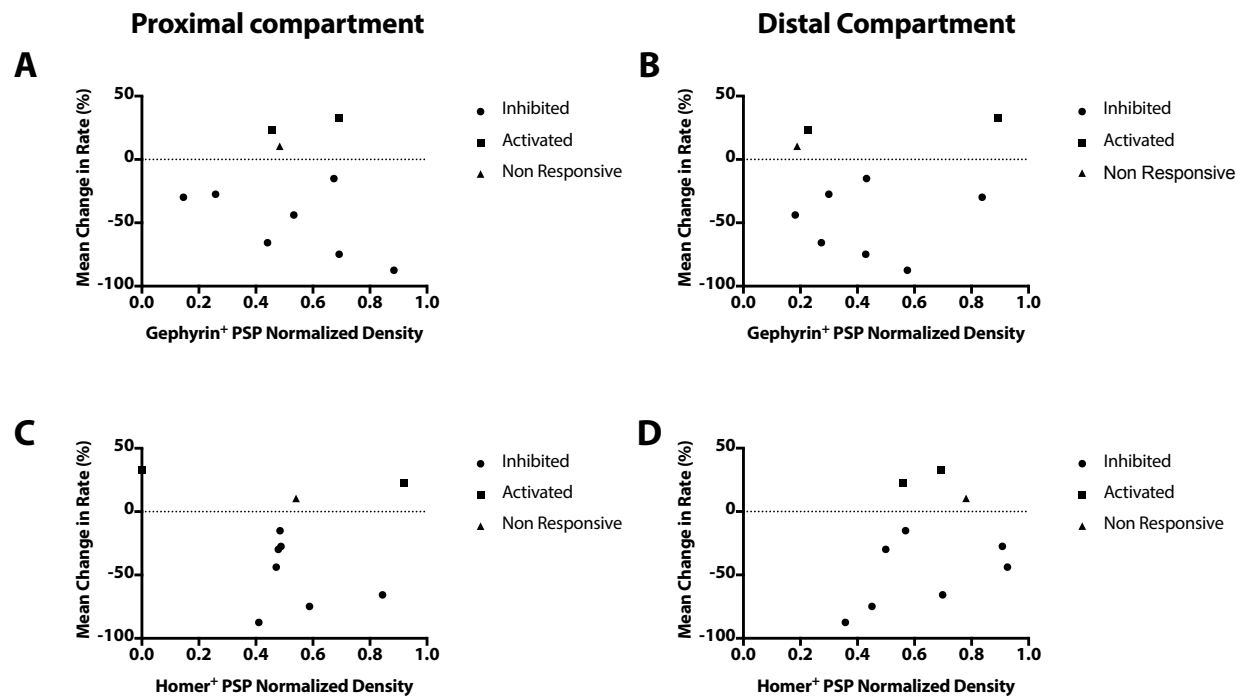 Proximal compartment
Distal Compartment
A
Mean Change in Rate (%)
50
0
-50
-100
0.0 0.2 0.4 0.6 0.8 1.0
Gephyrin⁺ PSP Normalized Density
Inhibited
Activated
Non Responsive
B
Mean Change in Rate (%)
50
0
-50
-100
0.0 0.2 0.4 0.6 0.8 1.0
Gephyrin⁺ PSP Normalized Density
Inhibited
Activated
Non Responsive
C
Mean Change in Rate (%)
50
0
-50
-100
0.0 0.2 0.4 0.6 0.8 1.0
Homer⁺ PSP Normalized Density
Inhibited
Activated
Non Responsive
D
Mean Change in Rate (%)
50
0
-50
-100
0.0 0.2 0.4 0.6 0.8 1.0
Homer⁺ PSP Normalized Density
Inhibited
Activated
Non Responsive